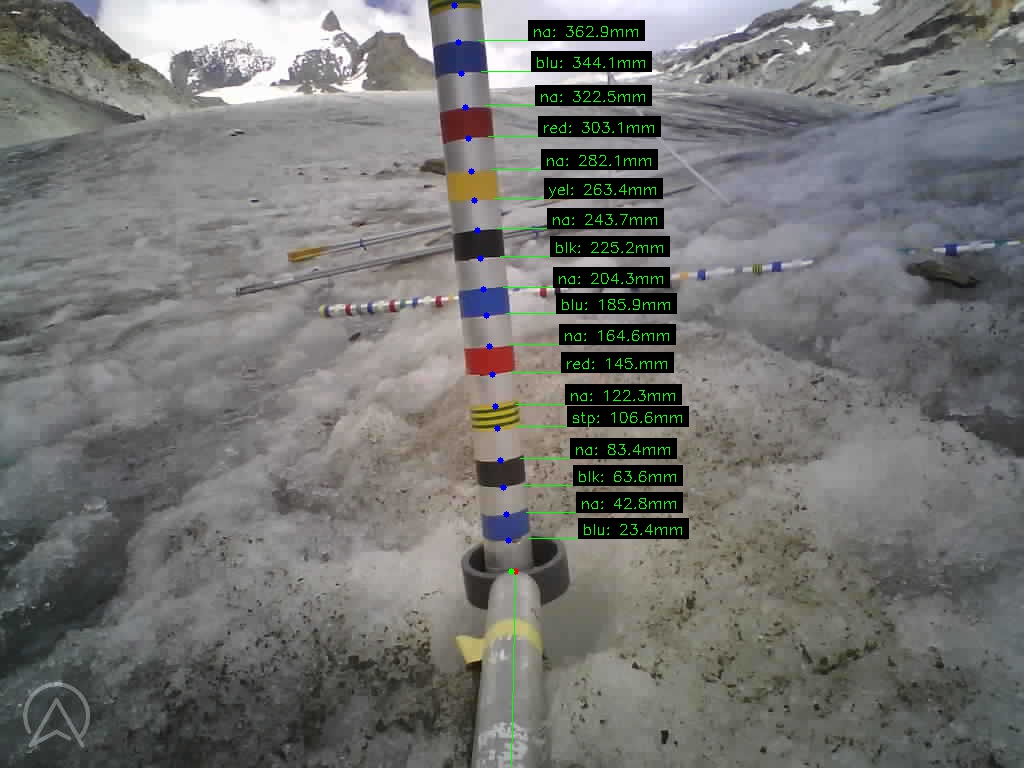 na: 362.9mm
blu: 344.1mm
na: 322.5mm
red: 303.1mm
na: 282.1mm
yel: 263.4mm
na: 243.7mm
blk: 225.2mm
na: 204.3mm
blu: 185.9mm
na: 164.6mm
red: 145.mm
na: 122.3mm
stp: 106.6mm
na: 83.4mm
blk: 63.6mm
na: 42.8mm
blu: 23.4mm